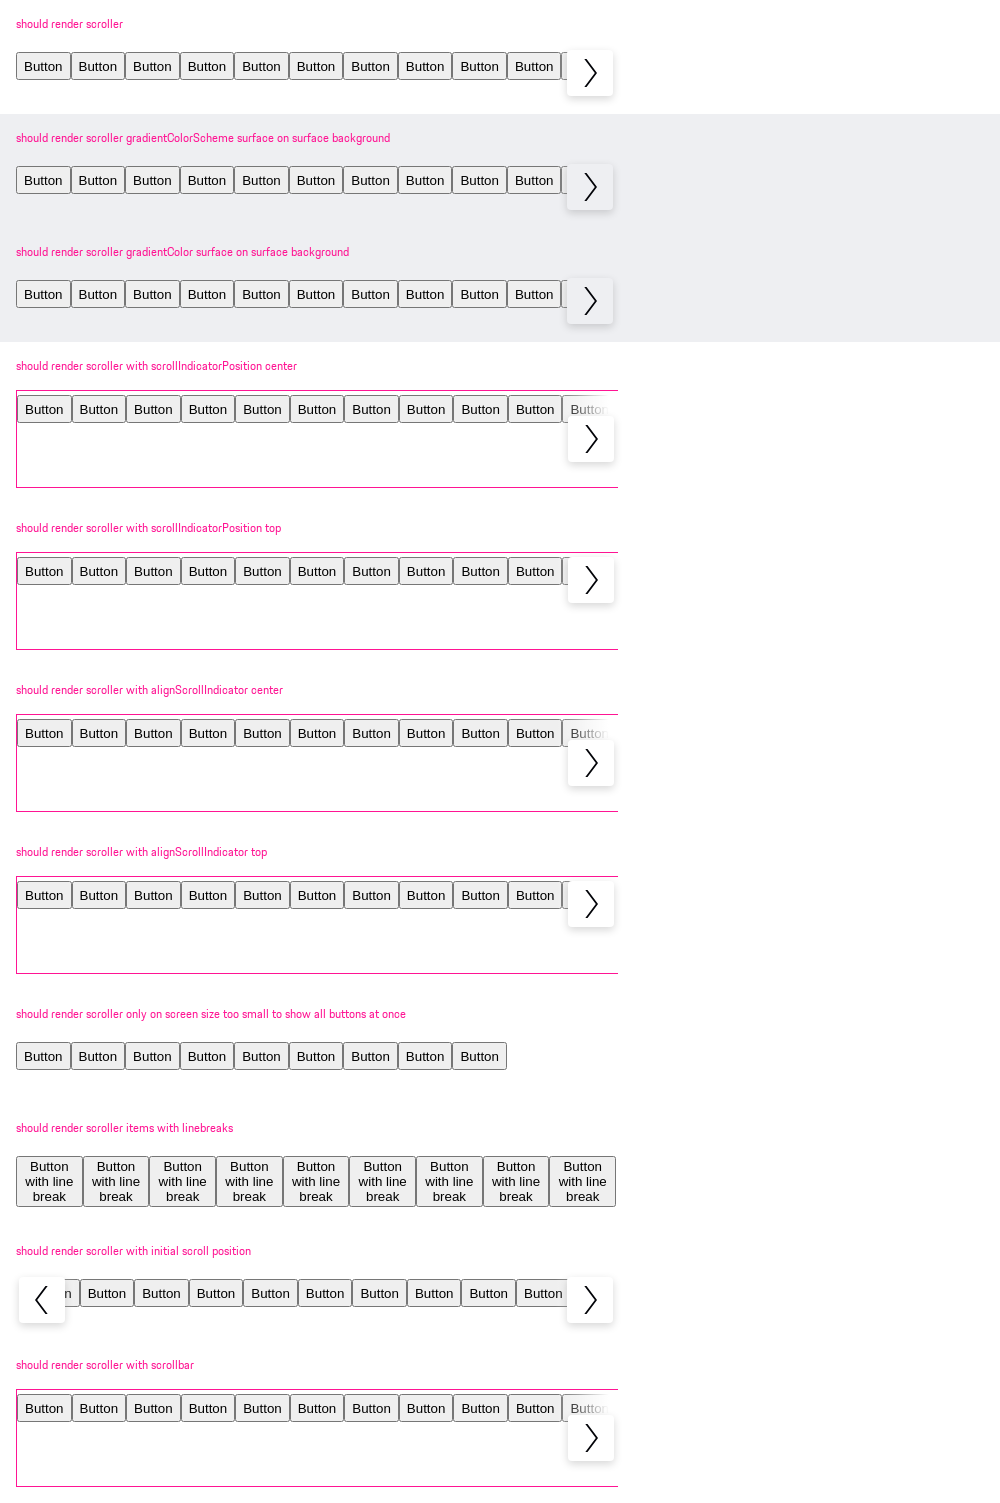 should render scroller
Button Button Button Button Button Button Button Button Button Button
should render scroller gradientColorScheme surface on surface background
Button Button Button Button Button Button Button Button Button Button
should render scroller gradientColor surface on surface background
Button Button Button Button Button Button Button Button Button Button
should render scroller with scrollIndicatorPosition center
Button Button Button Button Button Button Button Button Button Button Button
should render scroller with scrollIndicatorPosition top
Button Button Button Button Button Button Button Button Button Button
should render scroller with alignScrollIndicator center
Button Button Button Button Button Button Button Button Button Button Button
should render scroller with alignScrollIndicator top
Button Button Button Button Button Button Button Button Button Button
should render scroller only on screen size too small to show all buttons at once
Button Button Button Button Button Button Button Button Button
should render scroller items with linebreaks
Button Button Button Button Button Button Button Button Button
with line with line with line with line with line with line with line with line with line
break break break break break break break break break
should render scroller with initial scroll position
Button Button Button Button Button Button Button Button Button
should render scroller with scrollbar
Button Button Button Button Button Button Button Button Button Button Button